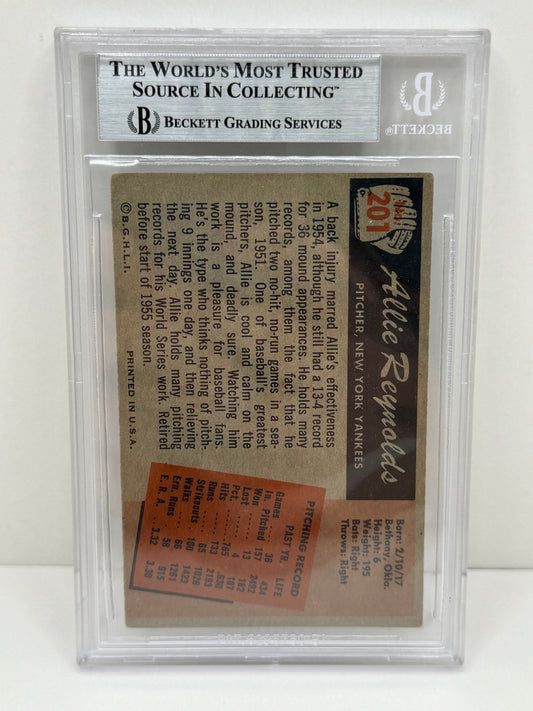 THE WORLD'S MOST TRUSTED
SOURCE IN COLLECTING™
BECKETT GRADING SERVICES
BECKETT®
201
Allie Reynolds
PITCHER, NEW YORK YANKEES
Born: 2/10/17
Bethany, Okla.
Height: 6
Weight: 195
Bats: Right
Throws: Right
A back injury marred Allie's effectiveness
in 1954, although he still had a 13-4 record
for 36 mound appearances. He holds many
records, among them the fact that he
pitched two no-hit, no-run games in a sea-
son, 1951. One of baseball's greatest
pitchers, Allie is cool and calm on the
mound, and deadly sure. Watching him
work is a pleasure for baseball fans.
He's the type who thinks nothing of pitch-
ing 9 innings one day, and then relieving
the next day. Allie holds many pitching
records for his World Series work. Retired
before start of 1955 season.
PITCHING RECORD
PAST YR. LIFE
Games 36 434
In. Pitched 157 2492
Won 13 182
Lost 4 107
Pct. .765 .630
Hits 133 2193
Runs 65 1026
Strikeouts 100 1423
Walks 66 1261
Ern. Runs 58 915
E. R. A. 3.32 3.30
©B.G.H.L.I.
PRINTED IN U.S.A.